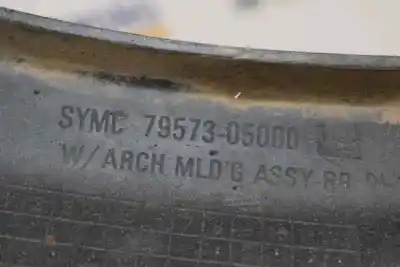 SYMC 79573-05000
W/ARCH MLD'G ASSY-RR